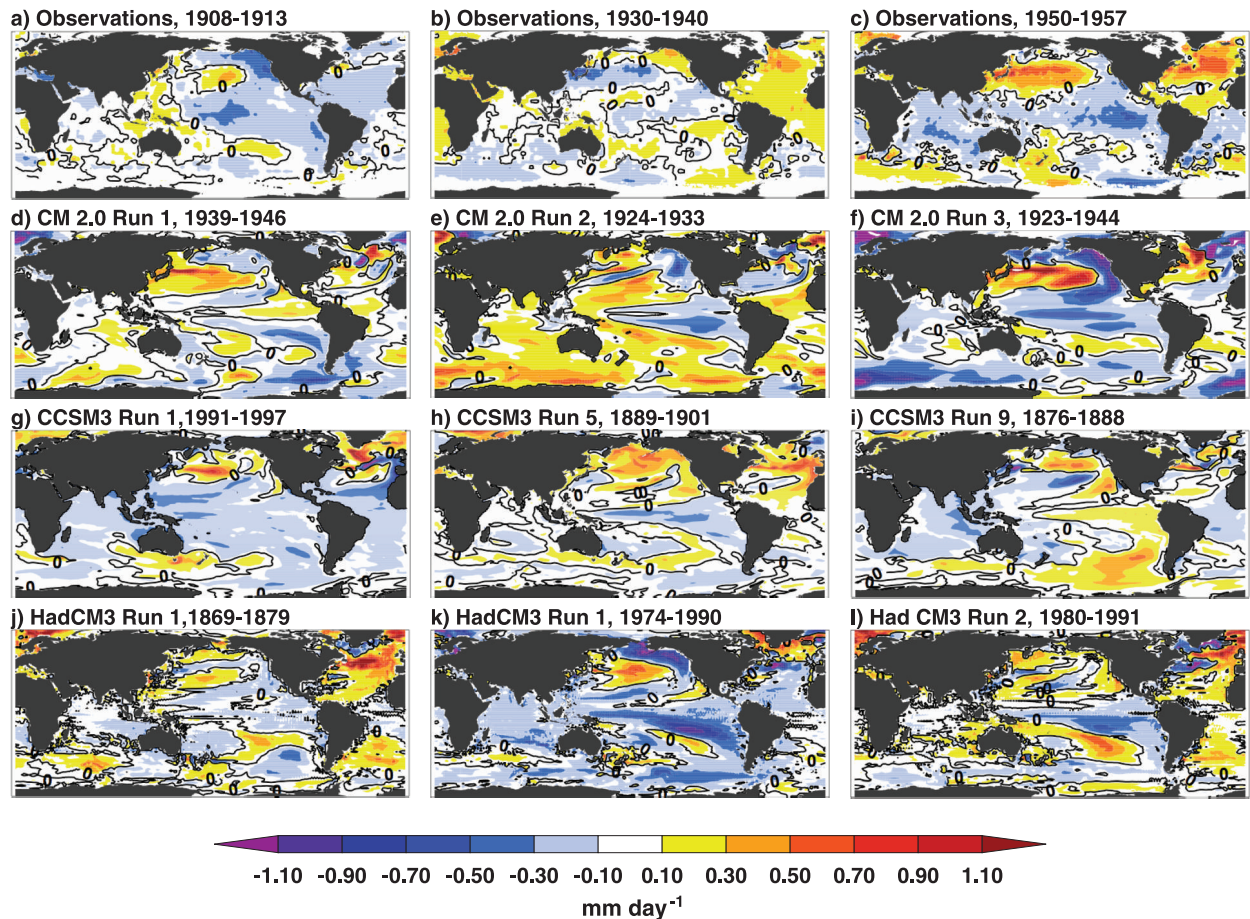 a) Observations, 1908-1913
b) Observations, 1930-1940
c) Observations, 1950-1957
d) CM 2.0 Run 1, 1939-1946
e) CM 2.0 Run 2, 1924-1933
f) CM 2.0 Run 3, 1923-1944
g) CCSM3 Run 1,1991-1997
h) CCSM3 Run 5, 1889-1901
i) CCSM3 Run 9, 1876-1888
j) HadCM3 Run 1,1869-1879
k) HadCM3 Run 1, 1974-1990
l) Had CM3 Run 2, 1980-1991
-1.10 -0.90 -0.70 -0.50 -0.30 -0.10 0.10 0.30 0.50 0.70 0.90 1.10
mm day-1